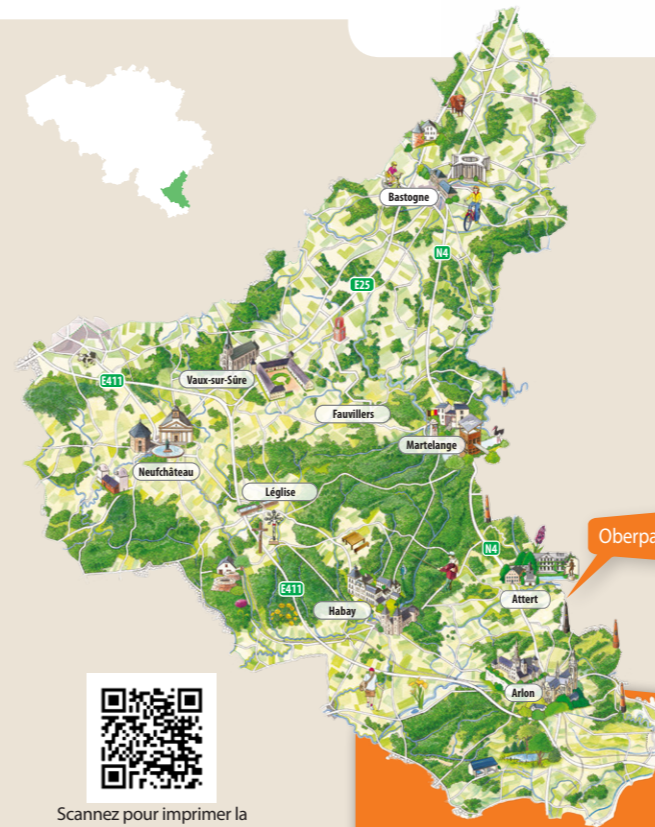 Bastogne
N4
E25
E411
Vaux-sur-Sûre
Fauvillers
Martelange
Neufchâteau
Léglise
N4
Oberpa
E411
Attert
Habay
Arlon
Scannez pour imprimer la